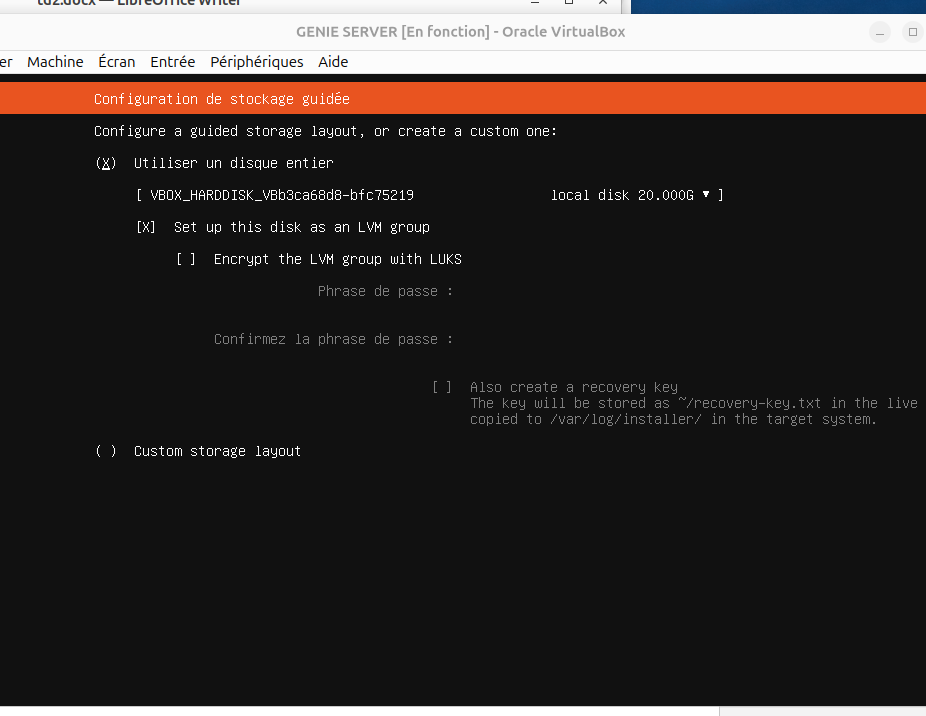 td2.docx — LibreOffice Writer
GENIE SERVER [En fonction] - Oracle VirtualBox
er Machine Écran Entrée Périphériques Aide
Configuration de stockage guidée
Configure a guided storage layout, or create a custom one:
(X) Utiliser un disque entier
[ VBOX_HARDDISK_VBb3ca68d8-bfc75219 local disk 20.000G ▾ ]
[X] Set up this disk as an LVM group
[ ] Encrypt the LVM group with LUKS
Phrase de passe :
Confirmez la phrase de passe :
[ ] Also create a recovery key
The key will be stored as ~/recovery-key.txt in the live
copied to /var/log/installer/ in the target system.
( ) Custom storage layout